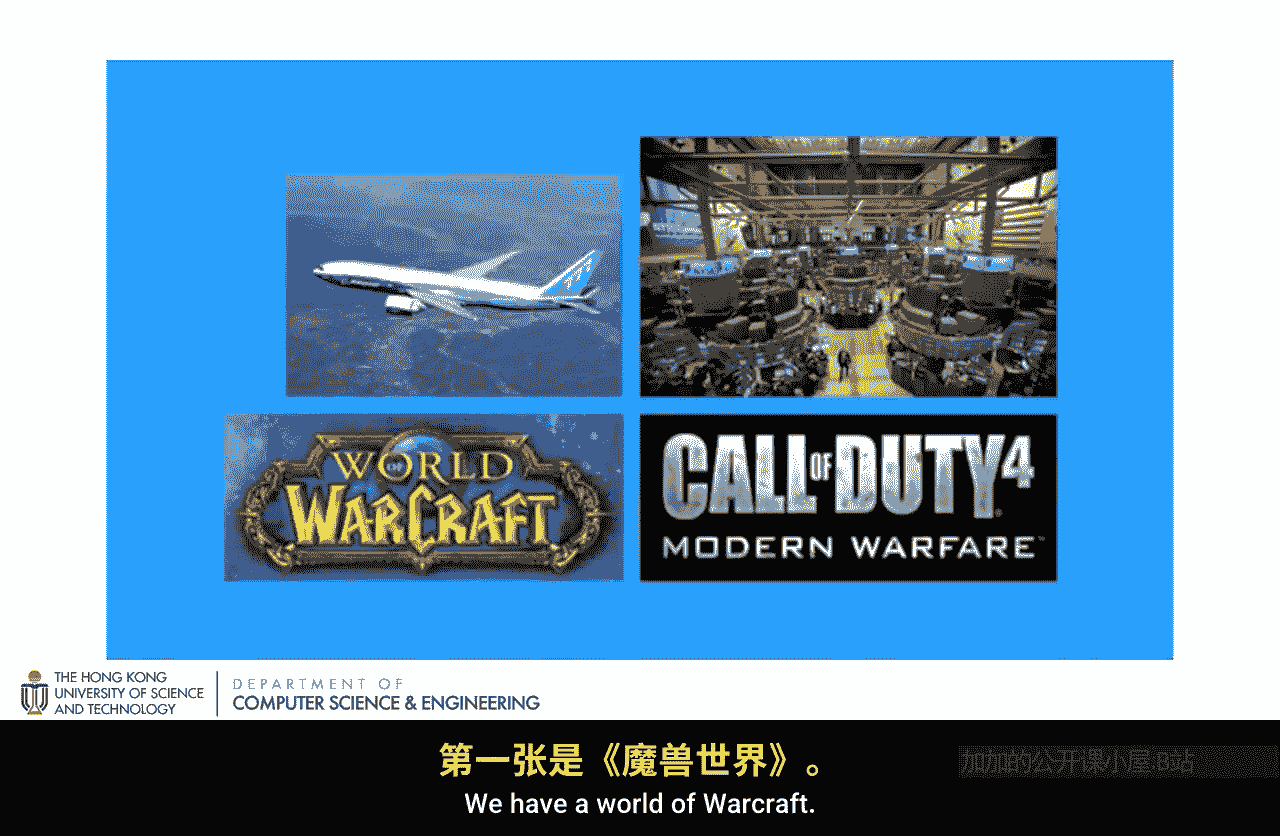 WORLD
OF
WARCRAFT
CALL OF DUTY 4
MODERN WARFARE™
THE HONG KONG
UNIVERSITY OF SCIENCE
AND TECHNOLOGY
DEPARTMENT OF
COMPUTER SCIENCE & ENGINEERING
第一张是《魔兽世界》。
加加的公开课小屋B站
We have a world of Warcraft.